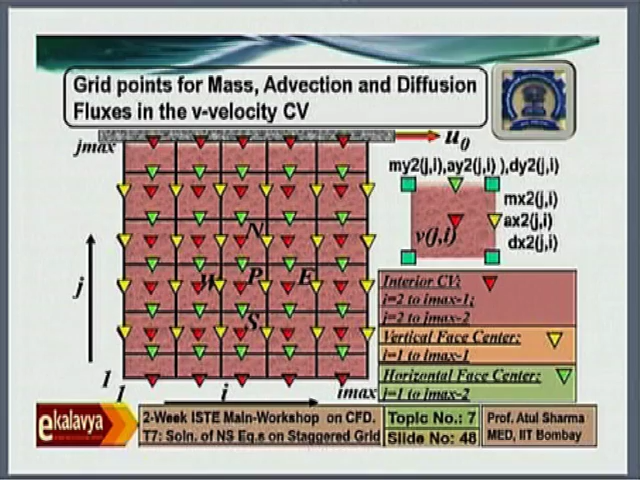 Grid points for Mass, Advection and Diffusion
Fluxes in the v-velocity CV
jmax
u0
my2(j,i),ay2(j,i) ),dy2(j,i)
mx2(j,i)
ax2(j,i)
dx2(j,i)
v(j,i)
N
W P E
S
j
1
1 i imax
Interior CV:
i=2 to imax-1;
j=2 to jmax-2
Vertical Face Center:
i=1 to imax-1
Horizontal Face Center:
j=1 to jmax-2
ekalavya
2-Week ISTE Main-Workshop on CFD.
T7: Soln. of NS Eq.s on Staggered Grid
Topic No.: 7
Slide No: 48
Prof. Atul Sharma
MED, IIT Bombay